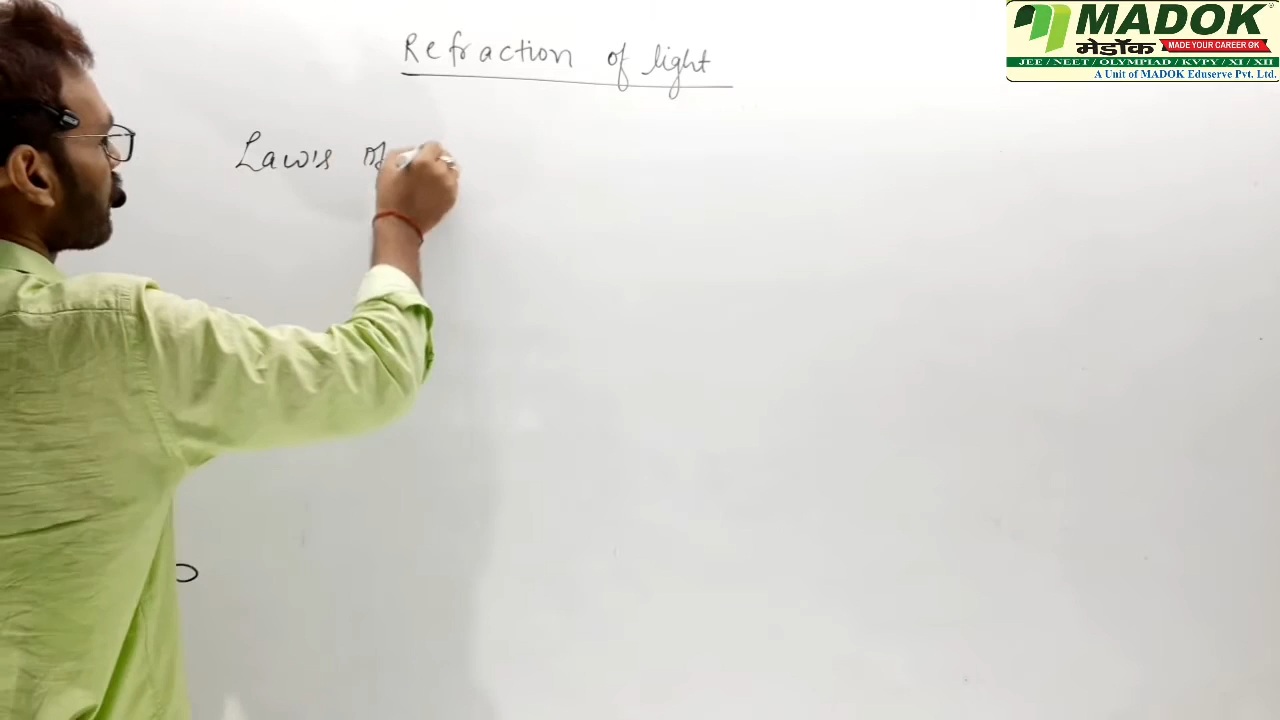 Refraction of light
Law's of
MADOK
मेडॉक
MADE YOUR CAREER OK
JEE / NEET / OLYMPIAD / KVPY / XI / XII
A Unit of MADOK Eduserve Pvt. Ltd.